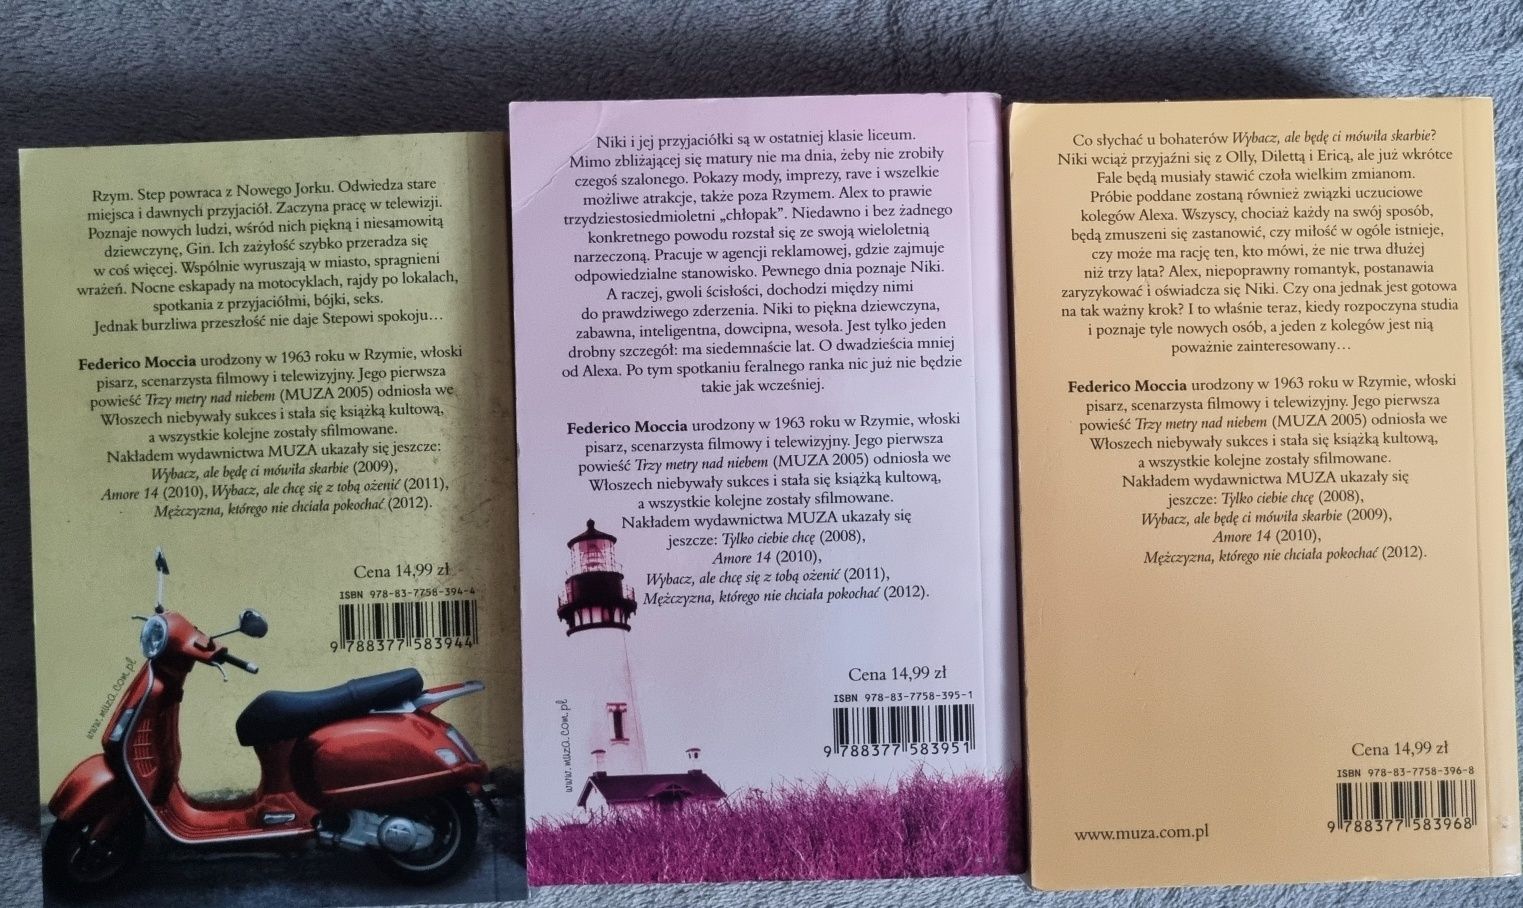 Rzym. Step powraca z Nowego Jorku. Odwiedza stare
miejsca i dawnych przyjaciół. Zaczyna pracę w telewizji.
Poznaje nowych ludzi, wśród nich piękną i niesamowitą
dziewczynę, Gin. Ich zażyłość szybko przeradza się
w coś więcej. Wspólnie wyruszają w miasto, spragnieni
wrażeń. Nocne eskapady na motocyklach, rajdy po lokalach,
spotkania z przyjaciółmi, bójki, seks.
Jednak burzliwa przeszłość nie daje Stepowi spokoju…
Federico Moccia urodzony w 1963 roku w Rzymie, włoski
pisarz, scenarzysta filmowy i telewizyjny. Jego pierwsza
powieść Trzy metry nad niebem (MUZA 2005) odniosła we
Włoszech niebywały sukces i stała się książką kultową,
a wszystkie kolejne zostały sfilmowane.
Nakładem wydawnictwa MUZA ukazały się jeszcze:
Wybacz, ale będę ci mówiła skarbie (2009),
Amore 14 (2010), Wybacz, ale chcę się z tobą ożenić (2011),
Mężczyzna, którego nie chciała pokochać (2012).
Cena 14,99 zł
ISBN 978-83-7758-394-4
9 788377 583944
www.muza.com.pl
Niki i jej przyjaciółki są w ostatniej klasie liceum.
Mimo zbliżającej się matury nie ma dnia, żeby nie zrobiły
czegoś szalonego. Pokazy mody, imprezy, rave i wszelkie
możliwe atrakcje, także poza Rzymem. Alex to prawie
trzydziestosiedmioletni „chłopak”. Niedawno i bez żadnego
konkretnego powodu rozstał się ze swoją wieloletnią
narzeczoną. Pracuje w agencji reklamowej, gdzie zajmuje
odpowiedzialne stanowisko. Pewnego dnia poznaje Niki.
A raczej, gwoli ścisłości, dochodzi między nimi
do prawdziwego zderzenia. Niki to piękna dziewczyna,
zabawna, inteligentna, dowcipna, wesoła. Jest tylko jeden
drobny szczegół: ma siedemnaście lat. O dwadzieścia mniej
od Alexa. Po tym spotkaniu feralnego ranka nic już nie będzie
takie jak wcześniej.
Federico Moccia urodzony w 1963 roku w Rzymie, włoski
pisarz, scenarzysta filmowy i telewizyjny. Jego pierwsza
powieść Trzy metry nad niebem (MUZA 2005) odniosła we
Włoszech niebywały sukces i stała się książką kultową,
a wszystkie kolejne zostały sfilmowane.
Nakładem wydawnictwa MUZA ukazały się
jeszcze: Tylko ciebie chcę (2008),
Amore 14 (2010),
Wybacz, ale chcę się z tobą ożenić (2011),
Mężczyzna, którego nie chciała pokochać (2012).
Cena 14,99 zł
ISBN 978-83-7758-395-1
9 788377 583951
www.muza.com.pl
Co słychać u bohaterów Wybacz, ale będę ci mówiła skarbie?
Niki wciąż przyjaźni się z Olly, Dilettą i Ericą, ale już wkrótce
Fale będą musiały stawić czoła wielkim zmianom.
Próbie poddane zostaną również związki uczuciowe
kolegów Alexa. Wszyscy, chociaż każdy na swój sposób,
będą zmuszeni się zastanowić, czy miłość w ogóle istnieje,
czy może ma rację ten, kto mówi, że nie trwa dłużej
niż trzy lata? Alex, niepoprawny romantyk, postanawia
zaryzykować i oświadcza się Niki. Czy ona jednak jest gotowa
na tak ważny krok? I to właśnie teraz, kiedy rozpoczyna studia
i poznaje tyle nowych osób, a jeden z kolegów jest nią
poważnie zainteresowany…
Federico Moccia urodzony w 1963 roku w Rzymie, włoski
pisarz, scenarzysta filmowy i telewizyjny. Jego pierwsza
powieść Trzy metry nad niebem (MUZA 2005) odniosła we
Włoszech niebywały sukces i stała się książką kultową,
a wszystkie kolejne zostały sfilmowane.
Nakładem wydawnictwa MUZA ukazały się
jeszcze: Tylko ciebie chcę (2008),
Wybacz, ale będę ci mówiła skarbie (2009),
Amore 14 (2010),
Mężczyzna, którego nie chciała pokochać (2012).
Cena 14,99 zł
ISBN 978-83-7758-396-8
9 788377 583968
www.muza.com.pl